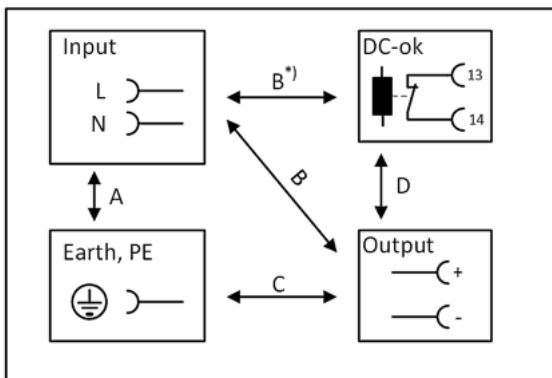 Input
L
N
B*)
DC-ok
13
14
A
B
D
Earth, PE
C
Output
+
-